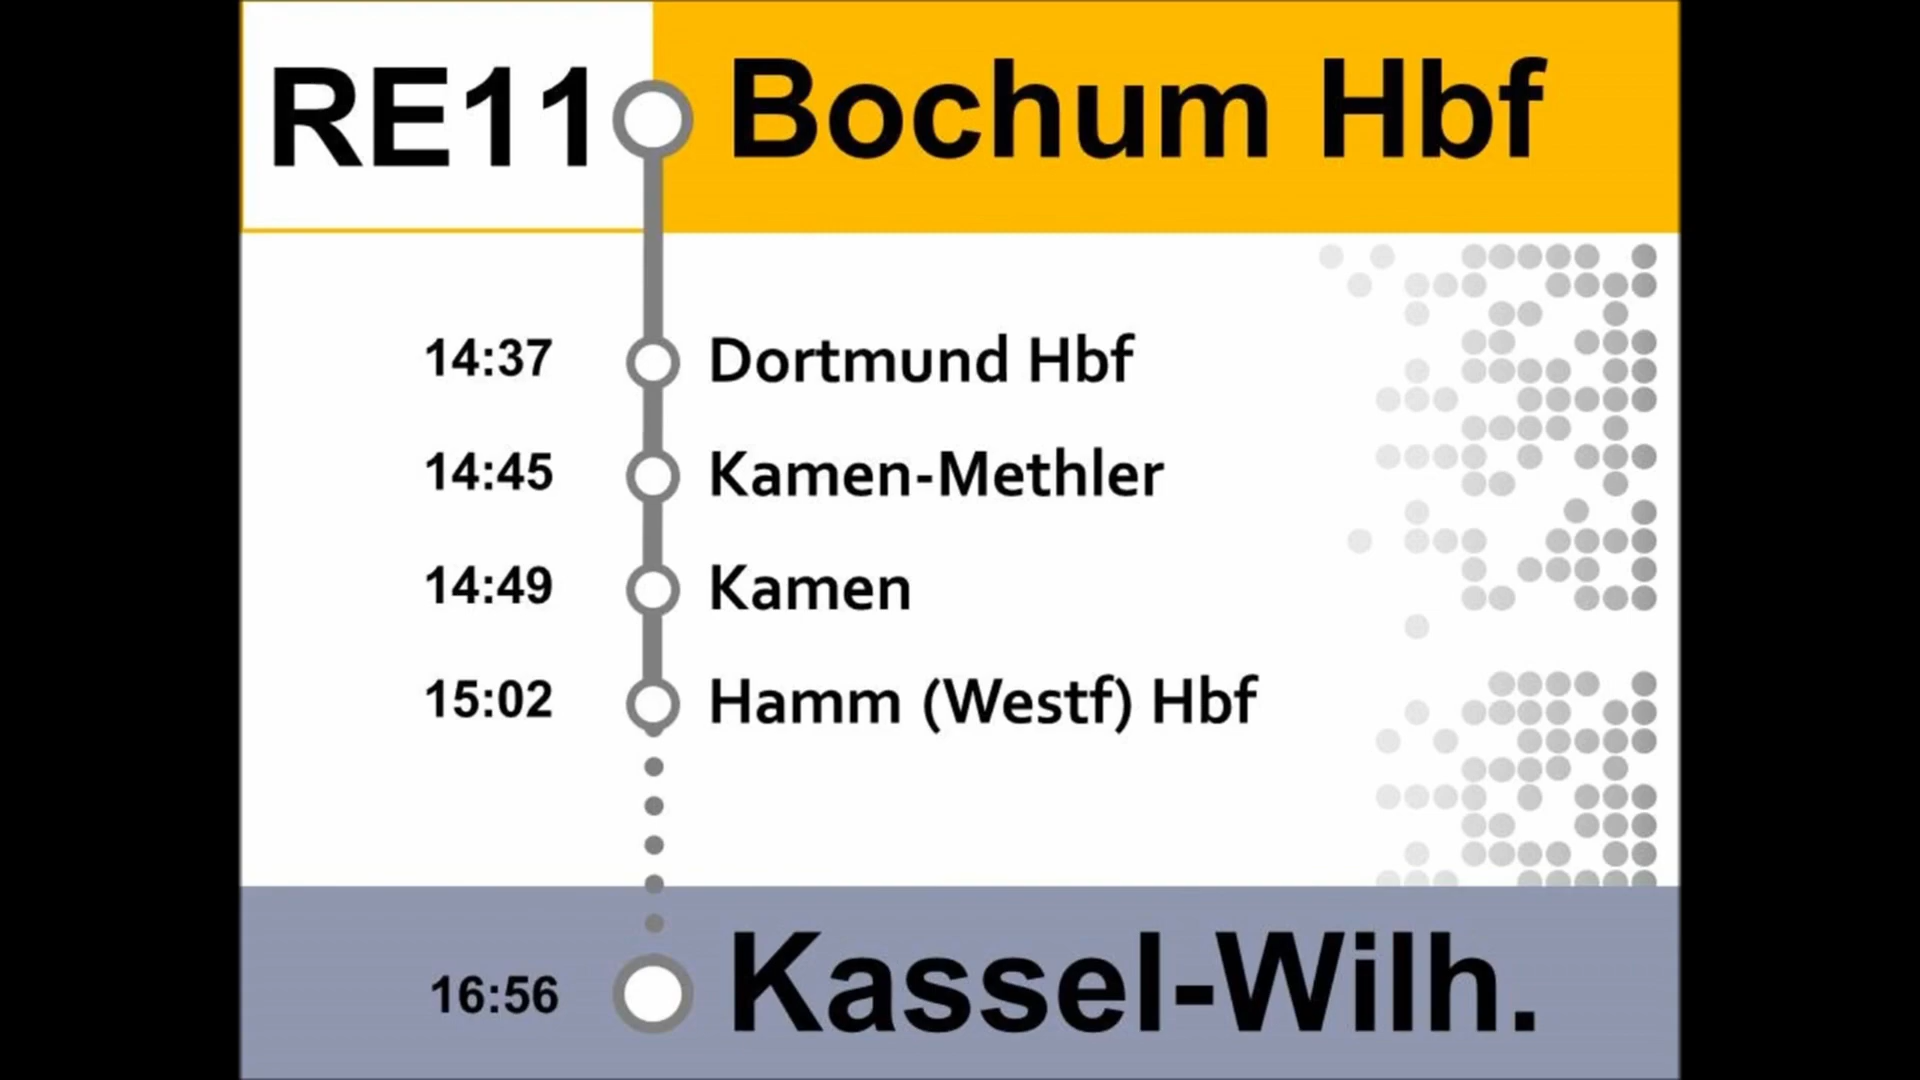 RE11 Bochum Hbf
14:37 Dortmund Hbf
14:45 Kamen-Methler
14:49 Kamen
15:02 Hamm (Westf) Hbf
16:56 Kassel-Wilh.